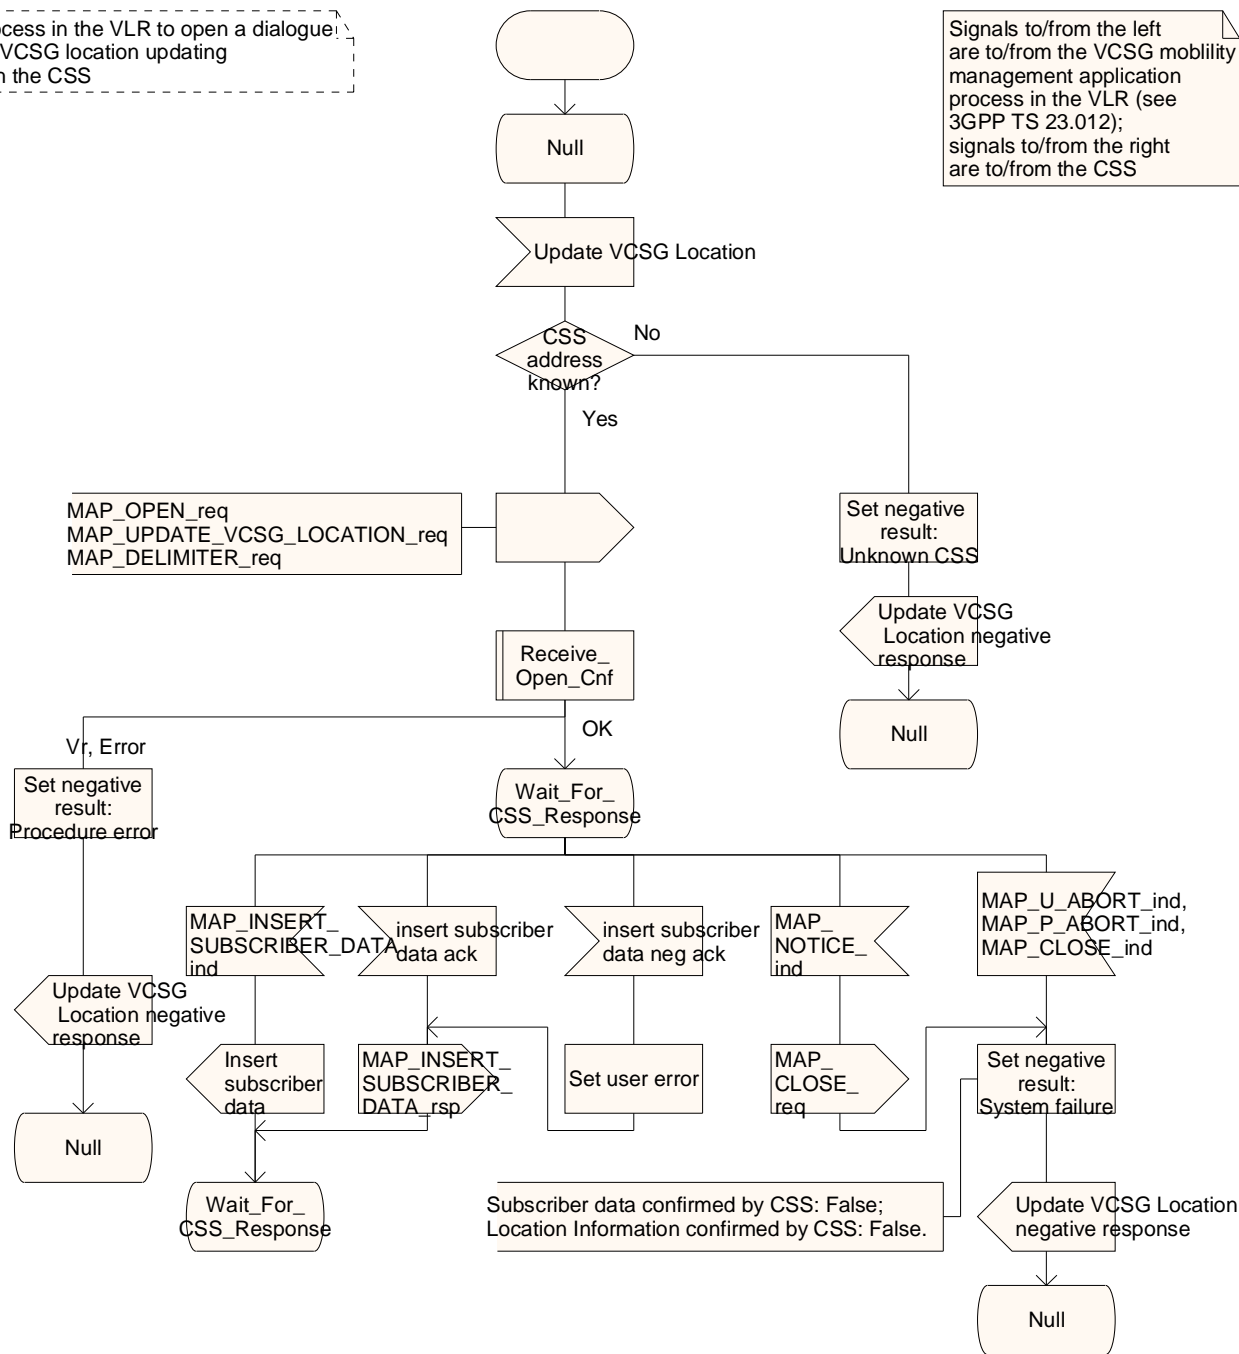 cess in the VLR to open a dialogue
VCSG location updating
the CSS
Signals to/from the left
are to/from the VCSG moblility
management application
process in the VLR (see
3GPP TS 23.012);
signals to/from the right
are to/from the CSS
Null
Update VCSG Location
CSS
address
known?
No
Yes
MAP_OPEN_req
MAP_UPDATE_VCSG_LOCATION_req
MAP_DELIMITER_req
Set negative
result:
Unknown CSS
Update VCSG
Location negative
response
Receive_
Open_Cnf
Null
OK
Vr, Error
Set negative
result:
Procedure error
Wait_For_
CSS_Response
MAP_INSERT_
SUBSCRIBER_DATA_
ind
insert subscriber
data ack
insert subscriber
data neg ack
MAP_
NOTICE_
ind
MAP_U_ABORT_ind,
MAP_P_ABORT_ind,
MAP_CLOSE_ind
Update VCSG
Location negative
response
Insert
subscriber
data
MAP_INSERT_
SUBSCRIBER_
DATA_rsp
Set user error
MAP_
CLOSE_
req
Set negative
result:
System failure
Null
Wait_For_
CSS_Response
Subscriber data confirmed by CSS: False;
Location Information confirmed by CSS: False.
Update VCSG Location
negative response
Null